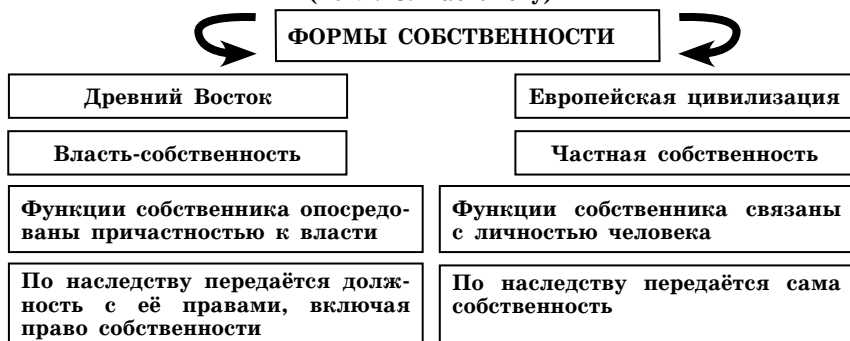 ФОРМЫ СОБСТВЕННОСТИ
Древний Восток
Европейская цивилизация
Власть-собственность
Частная собственность
Функции собственника опосредо-
ваны причастностью к власти
Функции собственника связаны
с личностью человека
По наследству передаётся долж-
ность с её правами, включая
право собственности
По наследству передаётся сама
собственность